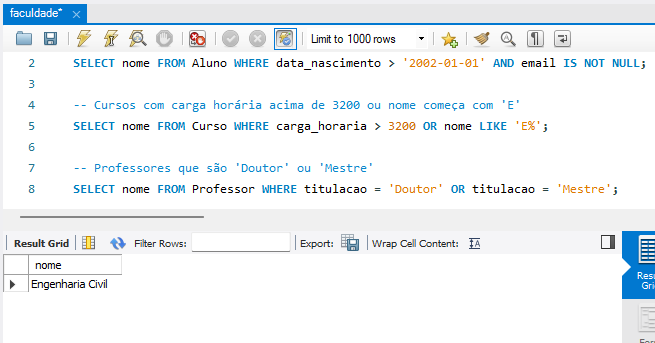 faculdade*
Limit to 1000 rows
2 SELECT nome FROM Aluno WHERE data_nascimento > '2002-01-01' AND email IS NOT NULL;
3
4 -- Cursos com carga horária acima de 3200 ou nome começa com 'E'
5 SELECT nome FROM Curso WHERE carga_horaria > 3200 OR nome LIKE 'E%';
6
7 -- Professores que são 'Doutor' ou 'Mestre'
8 SELECT nome FROM Professor WHERE titulacao = 'Doutor' OR titulacao = 'Mestre';
Result Grid Filter Rows: Export: Wrap Cell Content:
nome
Engenharia Civil